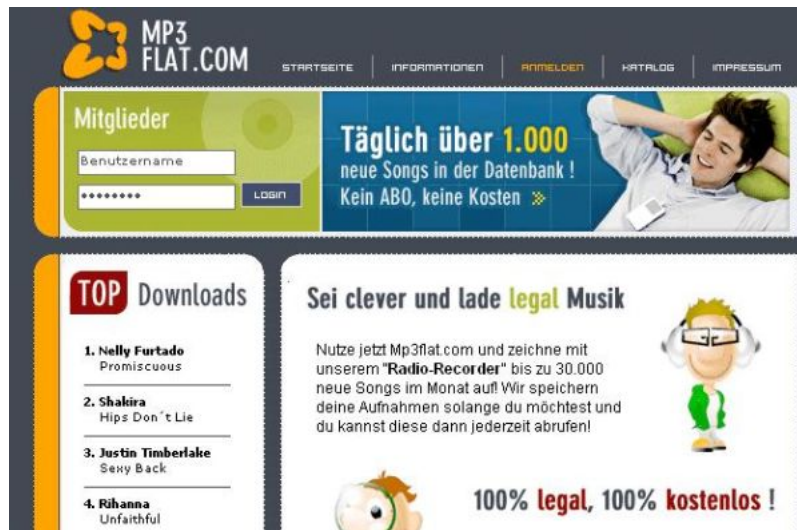 MP3
FLAT.COM
STARTSEITE
INFORMATIONEN
ANMELDEN
KATALOG
IMPRESSUM
Mitglieder
Benutzername
••••••••
LOGIN
Täglich über 1.000
neue Songs in der Datenbank !
Kein ABO, keine Kosten
TOP Downloads
1. Nelly Furtado
Promiscuous
2. Shakira
Hips Don´t Lie
3. Justin Timberlake
Sexy Back
4. Rihanna
Unfaithful
Sei clever und lade legal Musik
Nutze jetzt Mp3flat.com und zeichne mit
unserem "Radio-Recorder" bis zu 30.000
neue Songs im Monat auf! Wir speichern
deine Aufnahmen solange du möchtest und
du kannst diese dann jederzeit abrufen!
100% legal, 100% kostenlos !